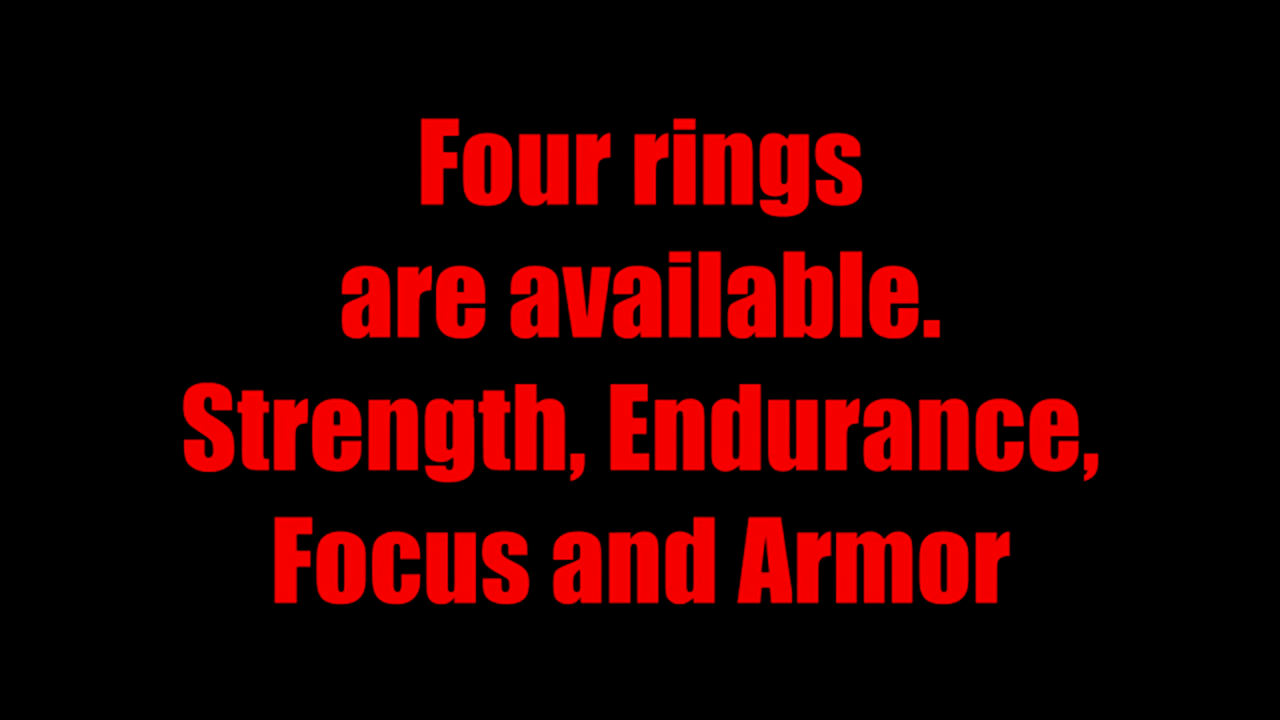 Four rings
are available.
Strength, Endurance,
Focus and Armor